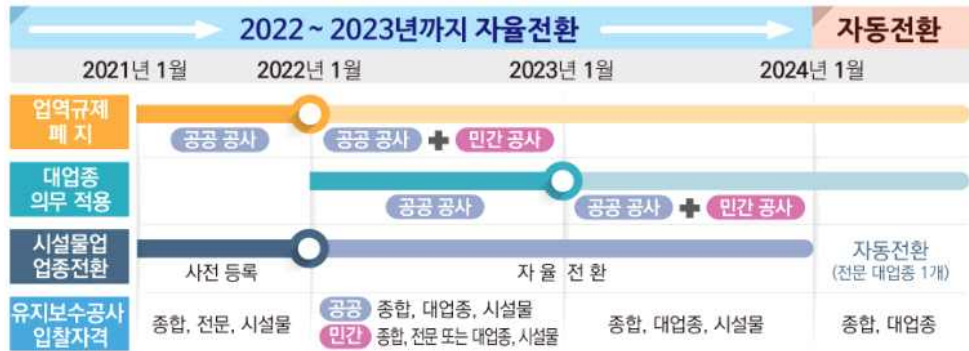 2022 ~ 2023년까지 자율전환
자동전환
2021년 1월
2022년 1월
2023년 1월
2024년 1월
업역규제
폐 지
공공 공사
공공 공사 + 민간 공사
대업종
의무 적용
공공 공사
공공 공사 + 민간 공사
시설물업
업종전환
사전 등록
자 율 전 환
자동전환
(전문 대업종 1개)
유지보수공사
입찰자격
종합, 전문, 시설물
공공 종합, 대업종, 시설물
민간 종합, 전문 또는 대업종, 시설물
종합, 대업종, 시설물
종합, 대업종